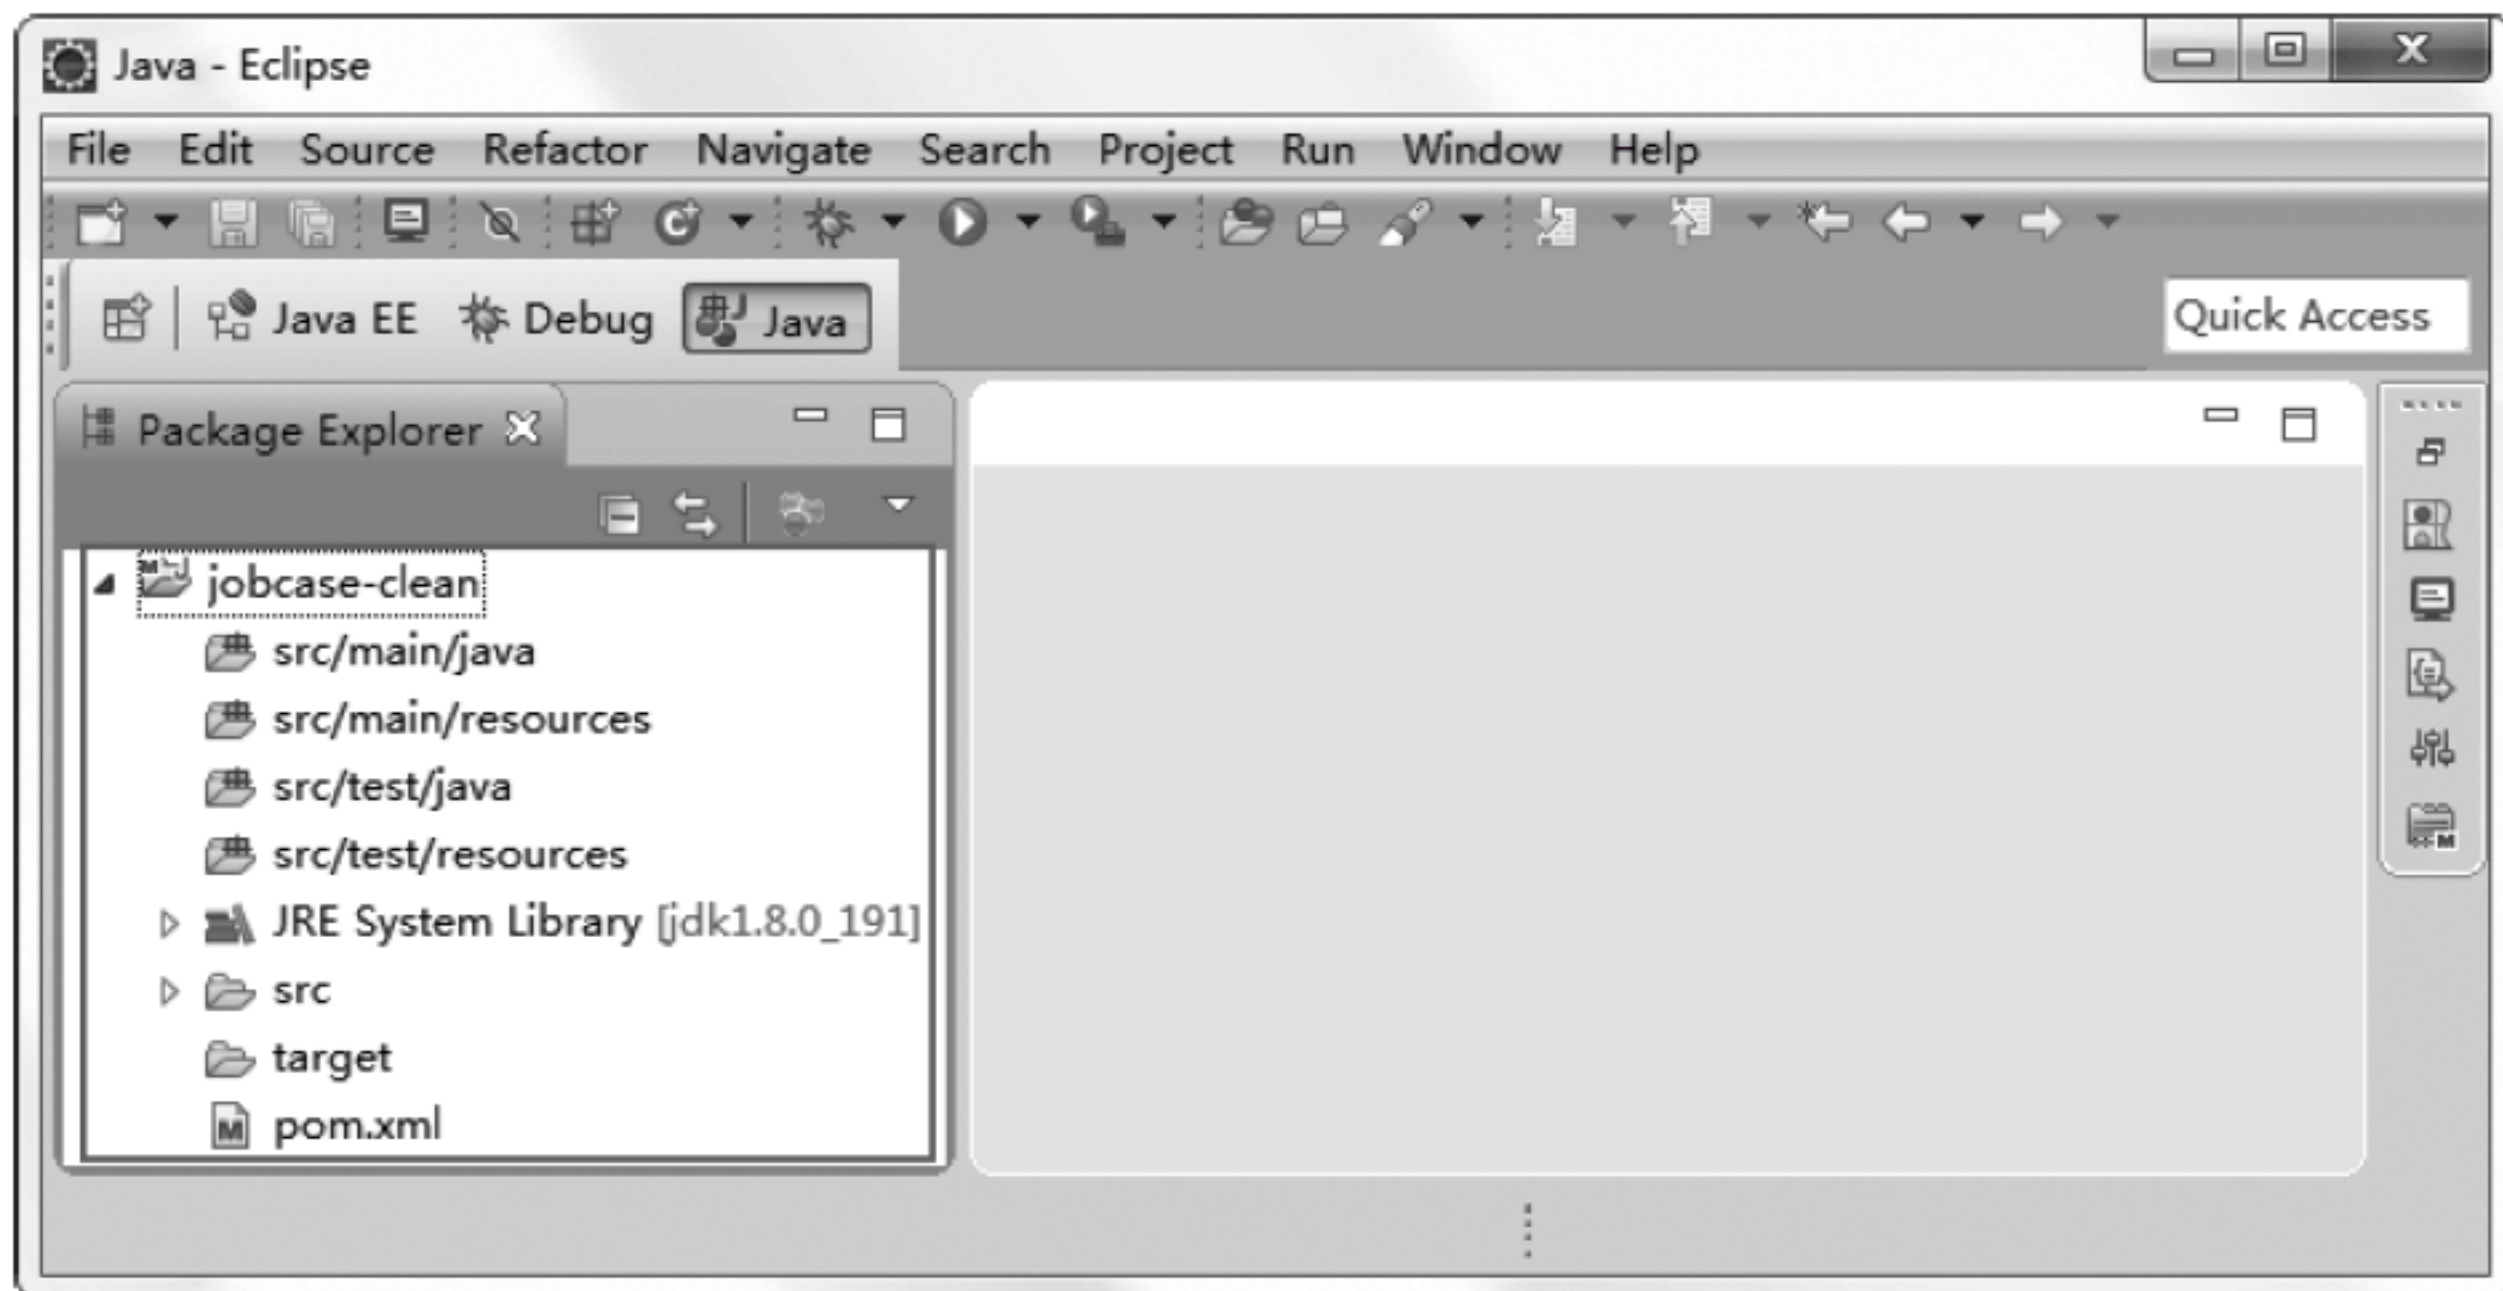 Java - Eclipse
File Edit Source Refactor Navigate Search Project Run Window Help
Java EE Debug Java
Quick Access
Package Explorer
jobcase-clean
src/main/java
src/main/resources
src/test/java
src/test/resources
JRE System Library [jdk1.8.0_191]
src
target
pom.xml